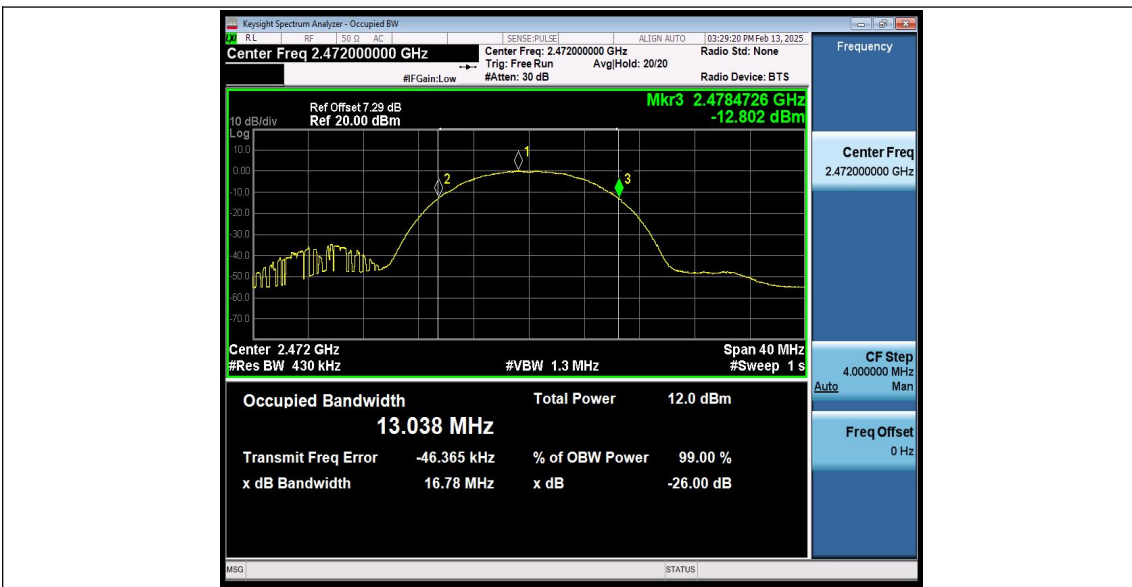 Keysight Spectrum Analyzer - Occupied BW
LXI RL RF 50 Ω AC SENSE:PULSE ALIGN AUTO 03:29:20 PM Feb 13, 2025
Center Freq 2.472000000 GHz
Center Freq: 2.472000000 GHz Radio Std: None
Trig: Free Run Avg|Hold: 20/20
#IFGain:Low #Atten: 30 dB Radio Device: BTS
Frequency
Ref Offset 7.29 dB Mkr3 2.4784726 GHz
10 dB/div Ref 20.00 dBm -12.802 dBm
Log
10.0
0.00
-10.0
-20.0
-30.0
-40.0
-50.0
-60.0
-70.0
1
2
3
Center 2.472 GHz Span 40 MHz
#Res BW 430 kHz #VBW 1.3 MHz #Sweep 1 s
Center Freq
2.472000000 GHz
CF Step
4.000000 MHz
Auto Man
Freq Offset
0 Hz
Occupied Bandwidth Total Power 12.0 dBm
13.038 MHz
Transmit Freq Error -46.365 kHz % of OBW Power 99.00 %
x dB Bandwidth 16.78 MHz x dB -26.00 dB
MSG STATUS